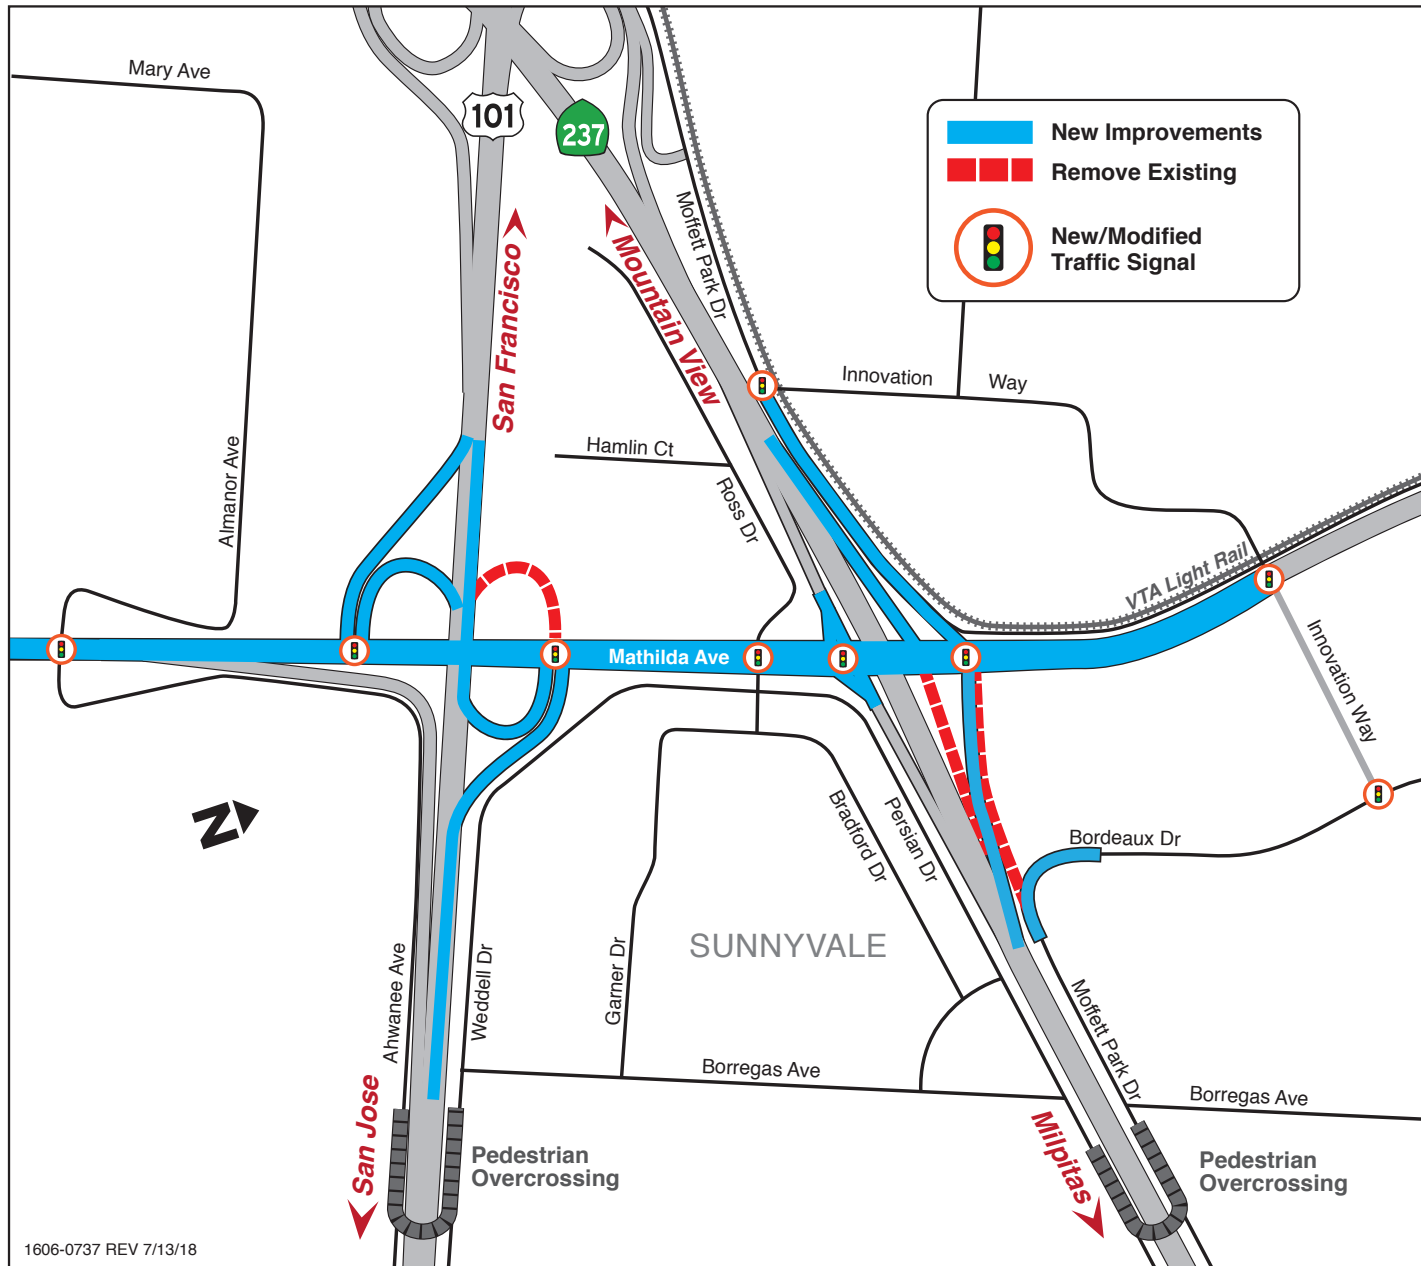 Mary Ave
101
237
New Improvements
Remove Existing
New/Modified
Traffic Signal
Moffett Park Dr
San Francisco
Mountain View
Innovation Way
Almanor Ave
Hamlin Ct
Ross Dr
VTA Light Rail
Mathilda Ave
Innovation Way
N
Bradford Dr
Persian Dr
Bordeaux Dr
SUNNYVALE
Ahwanee Ave
Weddell Dr
Garner Dr
Moffett Park Dr
Borregas Ave
Borregas Ave
San Jose
Milpitas
Pedestrian
Overcrossing
Pedestrian
Overcrossing
1606-0737 REV 7/13/18